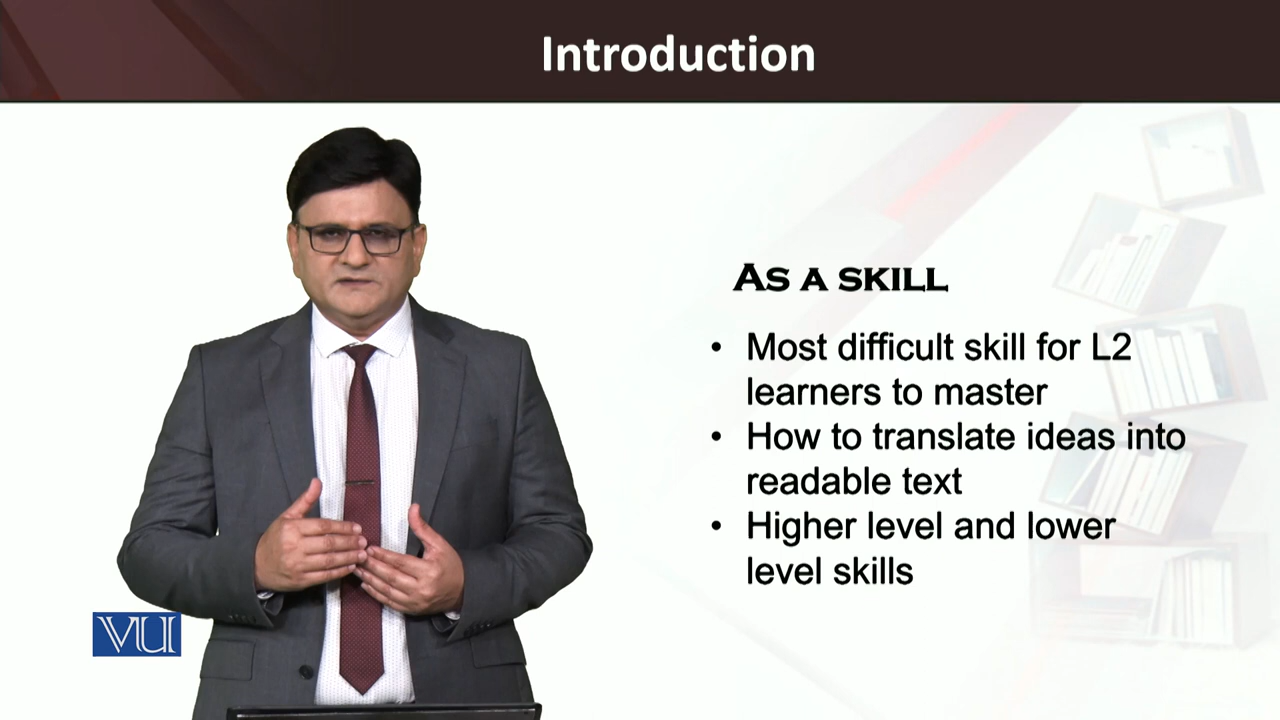 Introduction
AS A SKILL
• Most difficult skill for L2
learners to master
• How to translate ideas into
readable text
• Higher level and lower
level skills
VU